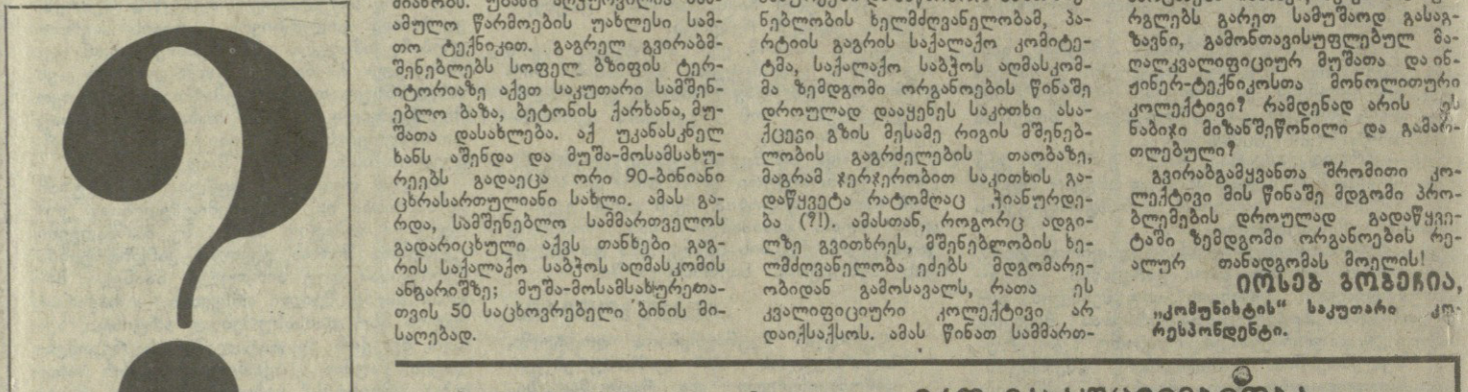 ამულო წარმოების უახლესი სამ-
თო ტექნიკით. გაგრელ გვირაბმ-
შენებლებს სოფელ ბზიფის ტერ-
იტორიაზე აქვთ საკუთარი სამშენ-
ებლო ბაზა, ბეტონის ქარხანა, მუ-
შათა დასახლება. აქ უკანასკნელ
ხანს აშენდა და მუშა-მოსამსახუ-
რეებს გადაეცა ორი 90-ბინიანი
ცხრასართულიანი სახლი. ამას გა-
რდა, სამშენებლო სამმართველოს
გადარიცხული აქვს თანხები გაგ-
რის საქალაქო საბჭოს აღმასკომის
ანგარიშზე; მუშა-მოსამსახურეთა-
თვის 50 საცხოვრებელი ბინის მი-
საღებად.
ნებლობის ხელმძღვანელობამ, პა-
რტიის გაგრის საქალაქო კომიტე-
ტმა, საქალაქო საბჭოს აღმასკომ-
მა ზემდგომი ორგანოების წინაშე
დროულად დააყენეს საკითხი ასა-
ქცევი გზის მესამე რიგის მშენებ-
ლობის გაგრძელების თაობაზე,
მაგრამ ჯერჯერობით საკითხის გა-
დაწყვეტა რატომღაც ჭიანურდე-
ბა (?!). ამასთან, როგორც ადგი-
ლზე გვითხრეს, მშენებლობის ხე-
ლმძღვანელობა ეძებს მდგომარე-
ობიდან გამოსავალს, რათა ეს
კვალიფიციური კოლექტივი არ
დაიქსაქსოს. ამას წინათ სამმართ-
რგლებს გარეთ სამუშაოდ გასაგ-
ზავნი, გამონთავისუფლებულ მა-
ღალკვალიფიციურ მუშათა და ინ-
ჟინერ-ტექნიკოსთა მონოლითური
კოლექტივი? რამდენად არის ეს
ნაბიჯი მიზანშეწონილი და გამარ-
თლებული?
გვირაბგამყვანთა შრომითი კო-
ლექტივი მის წინაშე მდგომი პრო-
ბლემების დროულად გადაწყვე-
ტაში ზემდგომი ორგანოების რე-
ალურ თანადგომას მოელის!
იოსებ გოგეჩია,
„კომუნისტის“ საკუთარი კო-
რესპონდენტი.